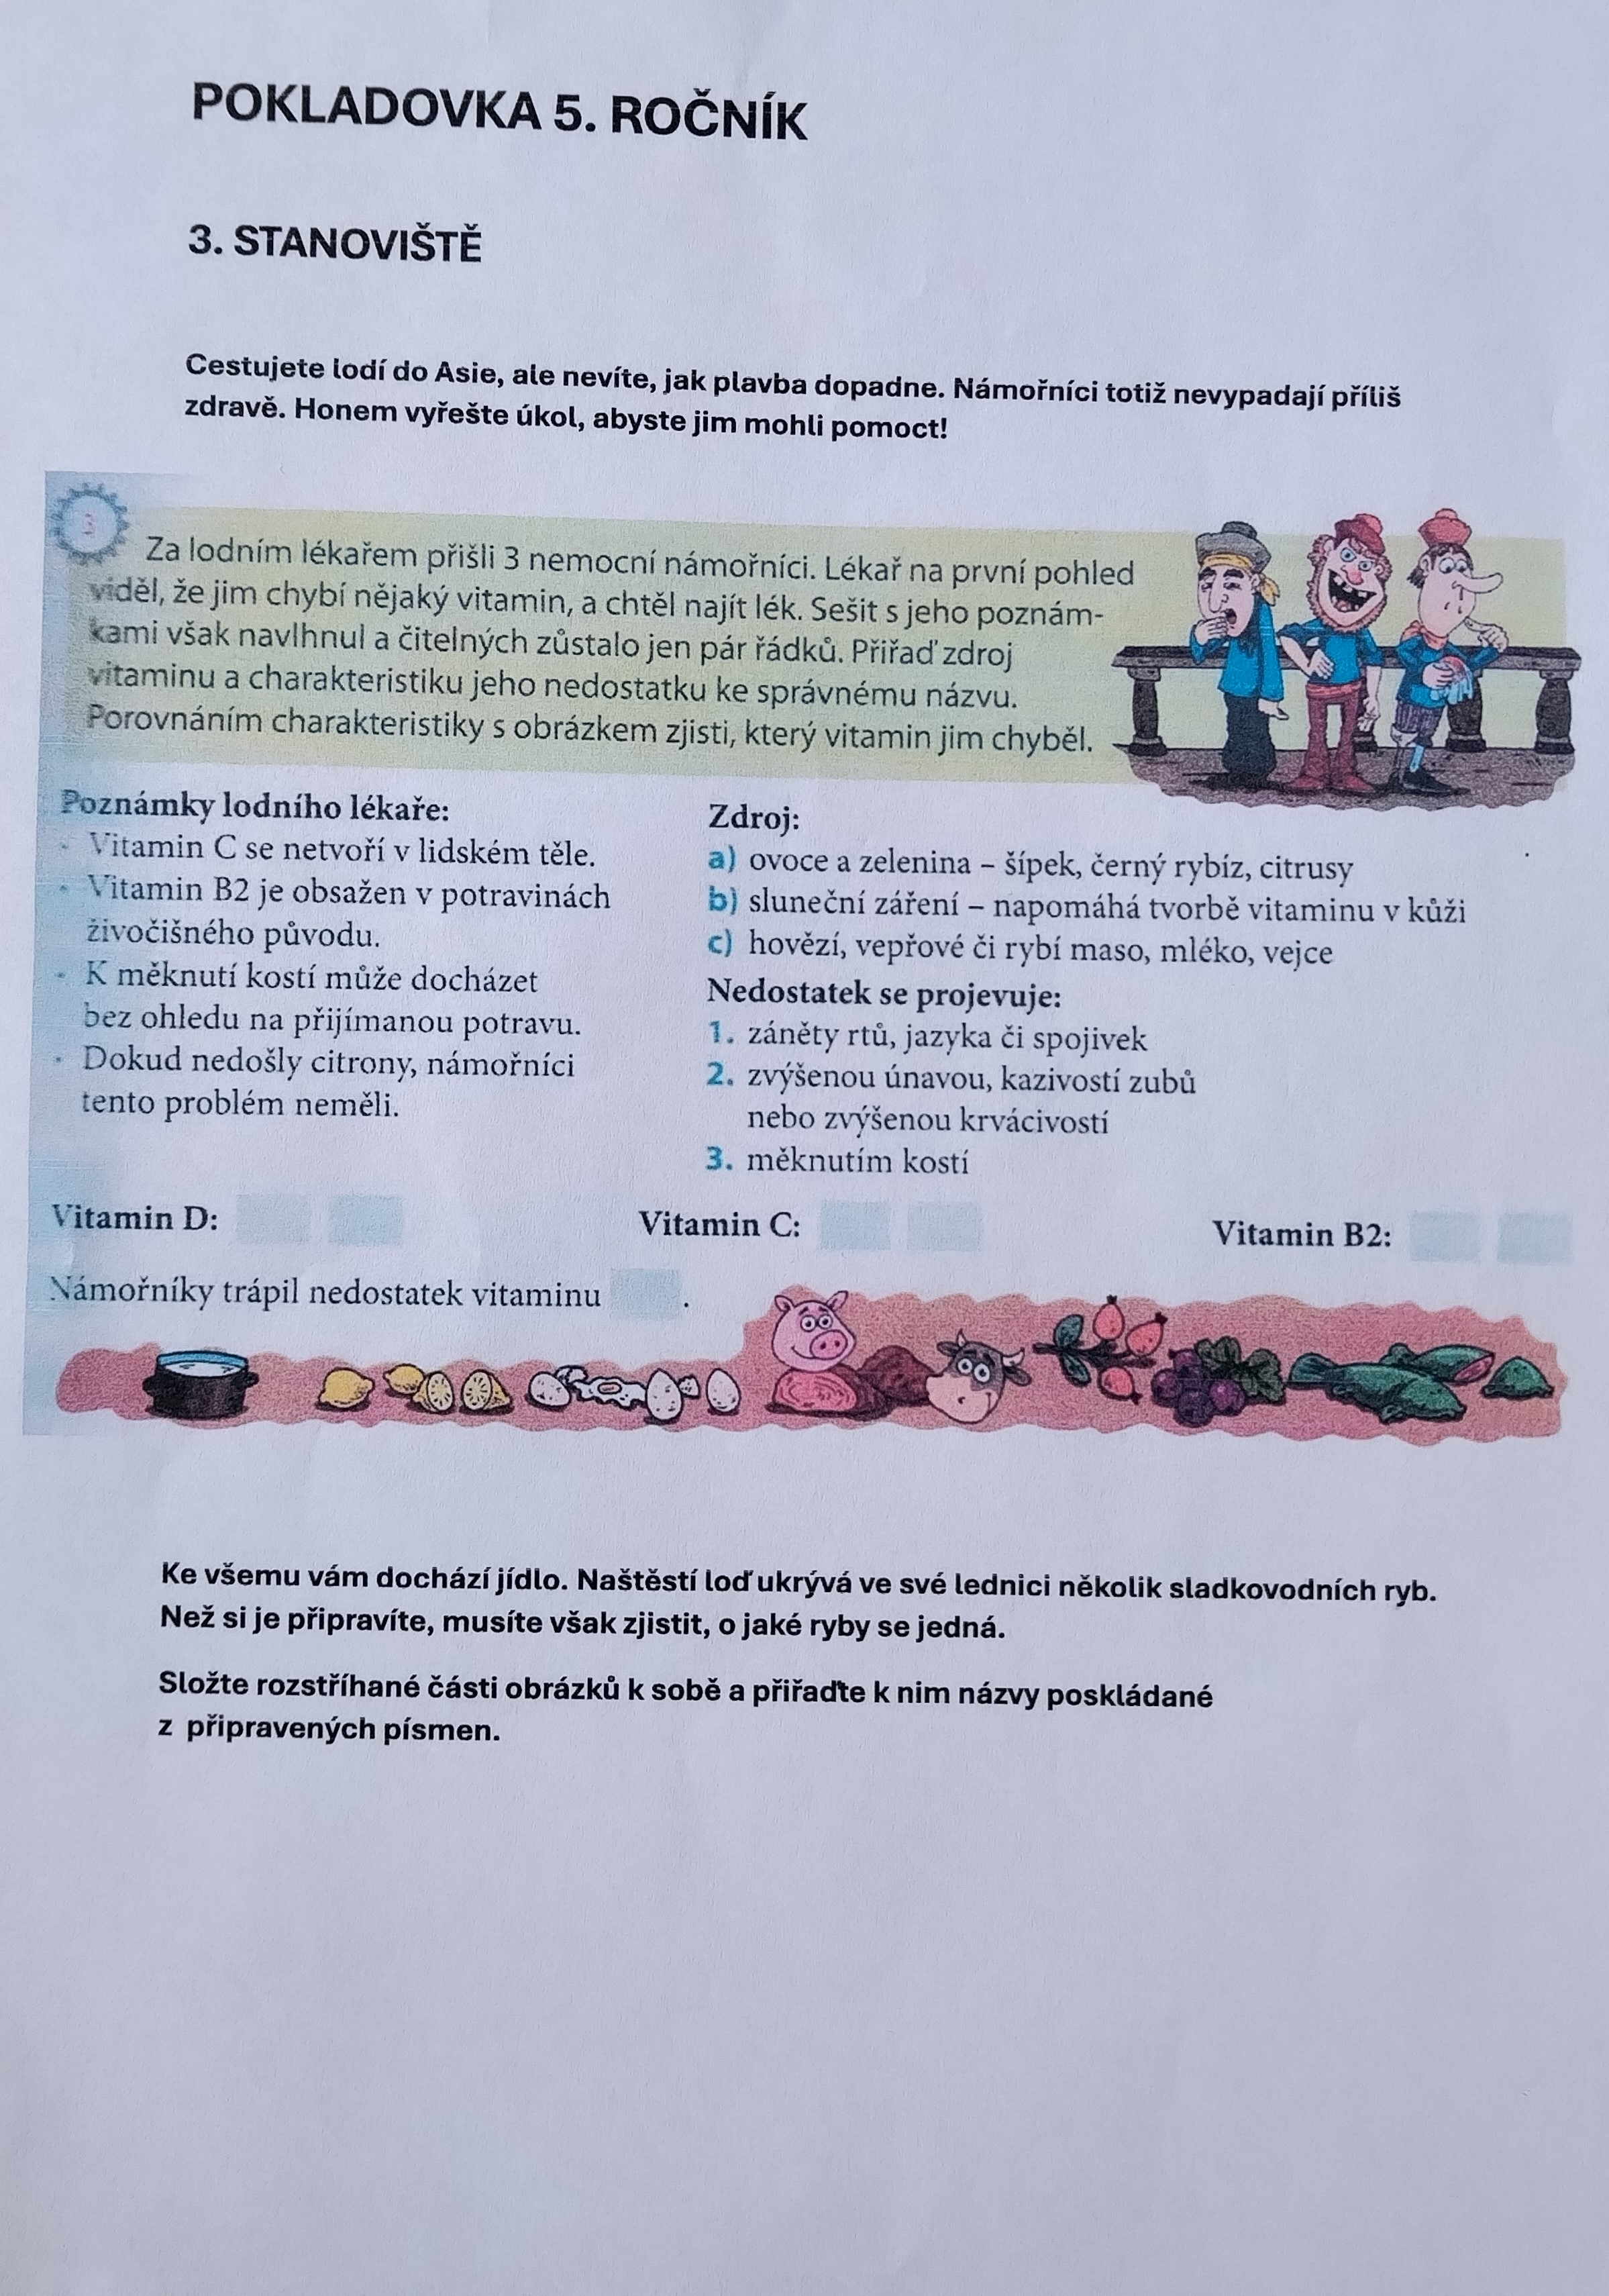 POKLADOVKA 5. ROČNÍK
3. STANOVIŠTĚ
Cestujete lodí do Asie, ale nevíte, jak plavba dopadne. Námořníci totiž nevypadají příliš
zdravě. Honem vyřešte úkol, abyste jim mohli pomoct!
3
Za lodním lékařem přišli 3 nemocní námořníci. Lékař na první pohled
viděl, že jim chybí nějaký vitamin, a chtěl najít lék. Sešit s jeho poznám-
kami však navlhnul a čitelných zůstalo jen pár řádků. Přiřaď zdroj
vitaminu a charakteristiku jeho nedostatku ke správnému názvu.
Porovnáním charakteristiky s obrázkem zjisti, který vitamin jim chyběl.
Poznámky lodního lékaře:
· Vitamin C se netvoří v lidském těle.
· Vitamin B2 je obsažen v potravinách
živočišného původu.
· K měknutí kostí může docházet
bez ohledu na přijímanou potravu.
· Dokud nedošly citrony, námořníci
tento problém neměli.
Zdroj:
a) ovoce a zelenina – šípek, černý rybíz, citrusy
b) sluneční záření – napomáhá tvorbě vitaminu v kůži
c) hovězí, vepřové či rybí maso, mléko, vejce
Nedostatek se projevuje:
1. záněty rtů, jazyka či spojivek
2. zvýšenou únavou, kazivostí zubů
nebo zvýšenou krvácivostí
3. měknutím kostí
Vitamin D: Vitamin C: Vitamin B2:
Námořníky trápil nedostatek vitaminu .
Ke všemu vám dochází jídlo. Naštěstí loď ukrývá ve své lednici několik sladkovodních ryb.
Než si je připravíte, musíte však zjistit, o jaké ryby se jedná.
Složte rozstříhané části obrázků k sobě a přiřaďte k nim názvy poskládané
z připravených písmen.